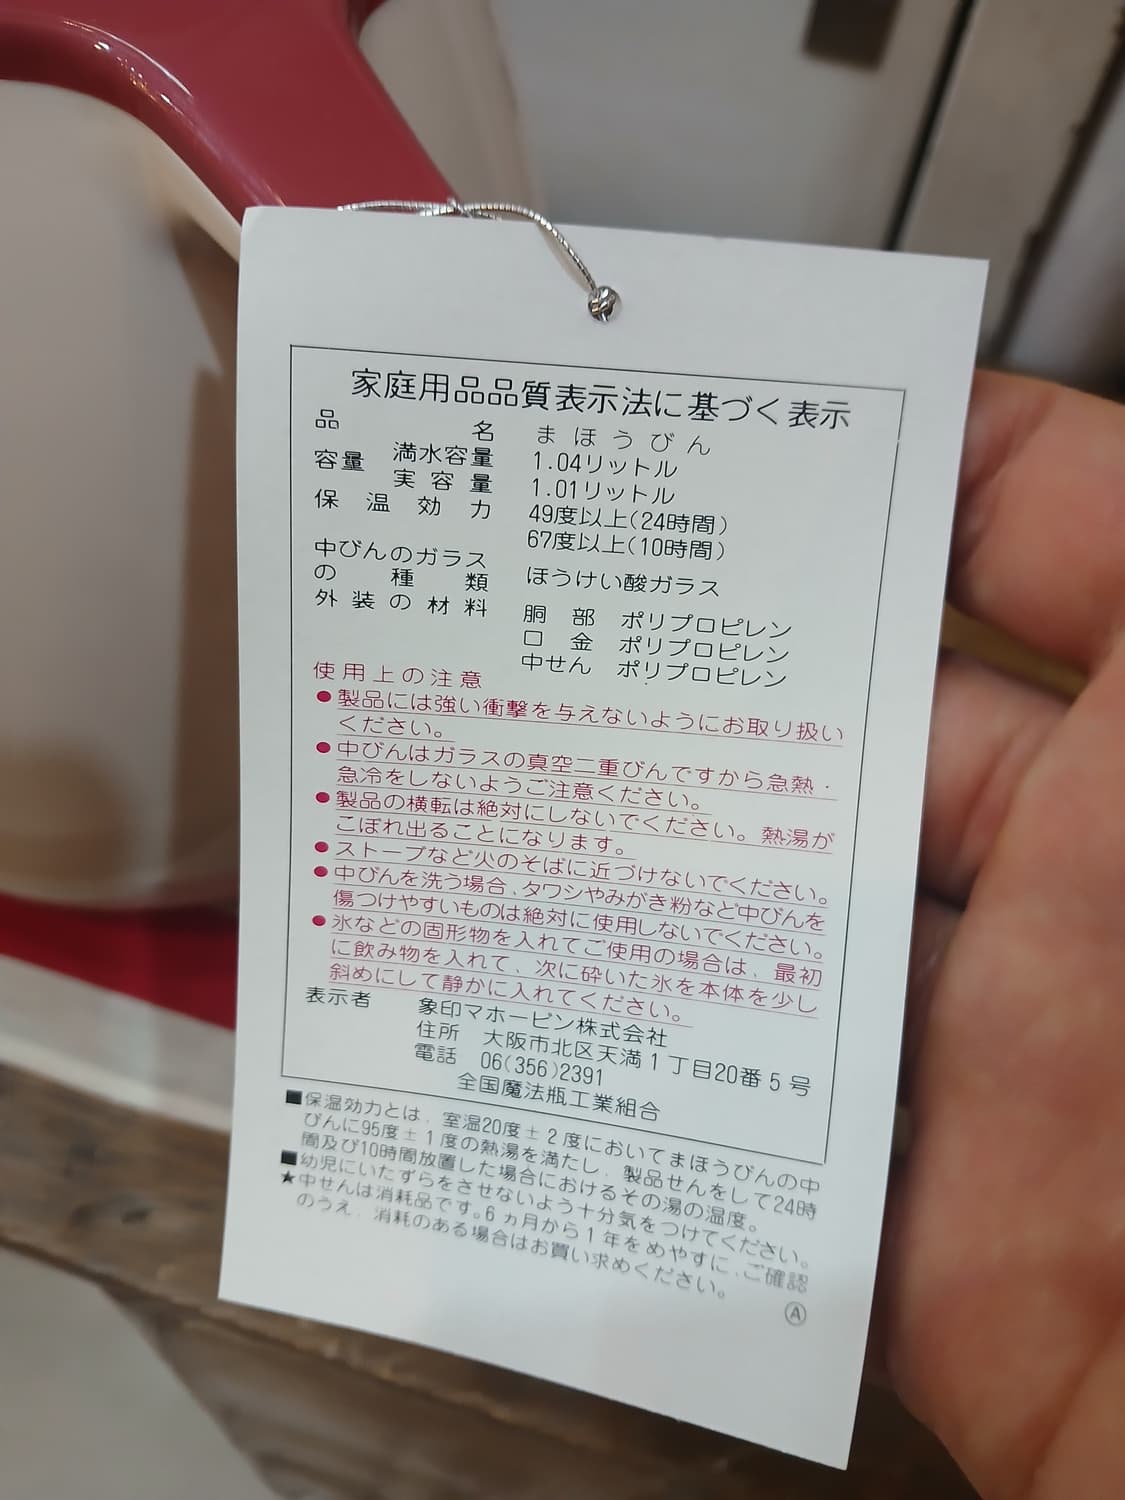 家庭用品品質表示法に基づく表示
品名 まほうびん
容量 満水容量 1.04リットル
実容量 1.01リットル
保温効力 49度以上(24時間)
67度以上(10時間)
中びんのガラス
の種類 ほうけい酸ガラス
外装の材料 胴部 ポリプロピレン
口金 ポリプロピレン
中せん ポリプロピレン
使用上の注意
●製品には強い衝撃を与えないようにお取り扱い
ください。
●中びんはガラスの真空二重びんですから急熱・
急冷をしないようご注意ください。
●製品の横転は絶対にしないでください。熱湯が
こぼれ出ることになります。
●ストーブなど火のそばに近づけないでください。
●中びんを洗う場合、タワシやみがき粉など中びんを
傷つけやすいものは絶対に使用しないでください。
●氷などの固形物を入れてご使用の場合は、最初
に飲み物を入れて、次に砕いた氷を本体を少し
斜めにして静かに入れてください。
表示者 象印マホービン株式会社
住所 大阪市北区天満1丁目20番5号
電話 06(356)2391
全国魔法瓶工業組合
■保温効力とは、室温20度±2度においてまほうびんの中
びんに95度±1度の熱湯を満たし、製品せんをして24時
間及び10時間放置した場合におけるその湯の温度。
■幼児にいたずらをさせないよう十分気をつけてください。
★中せんは消耗品です。6ヵ月から1年をめやすに、ご確認
のうえ、消耗のある場合はお買い求めください。
Ⓐ